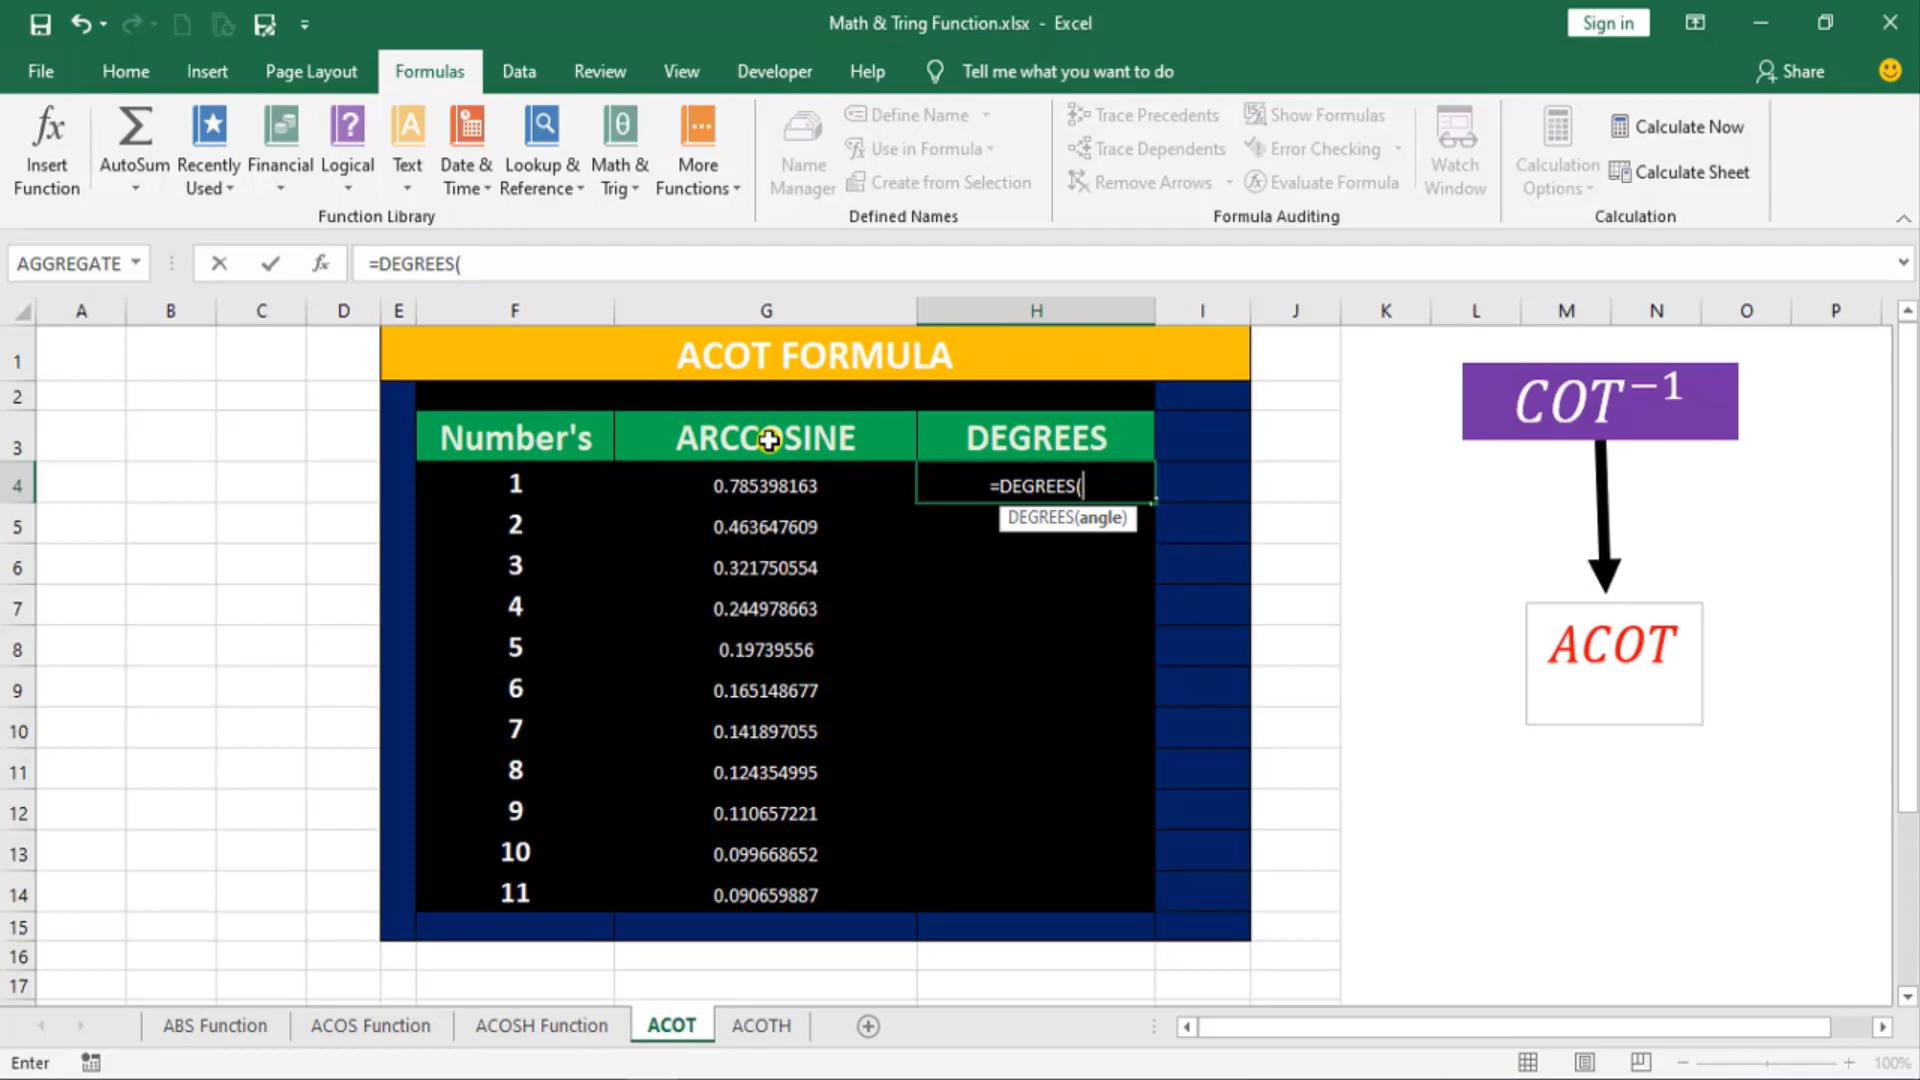 Math & Tring Function.xlsx - Excel
Sign in
File Home Insert Page Layout Formulas Data Review View Developer Help Tell me what you want to do Share
Insert Function
AutoSum
Recently Used
Financial
Logical
Text
Date & Time
Lookup & Reference
Math & Trig
More Functions
Function Library
Name Manager
Define Name
Use in Formula
Create from Selection
Defined Names
Trace Precedents
Trace Dependents
Remove Arrows
Show Formulas
Error Checking
Evaluate Formula
Formula Auditing
Watch Window
Calculation Options
Calculate Now
Calculate Sheet
Calculation
AGGREGATE fx =DEGREES(
A B C D E F G H I J K L M N O P
1 ACOT FORMULA
2
3 Number's ARCCOSINE DEGREES
4 1 0.785398163 =DEGREES(
DEGREES(angle)
5 2 0.463647609
6 3 0.321750554
7 4 0.244978663
8 5 0.19739556
9 6 0.165148677
10 7 0.141897055
11 8 0.124354995
12 9 0.110657221
13 10 0.099668652
14 11 0.090659887
15
16
17
COT⁻¹
ACOT
ABS Function ACOS Function ACOSH Function ACOT ACOTH
Enter
100%